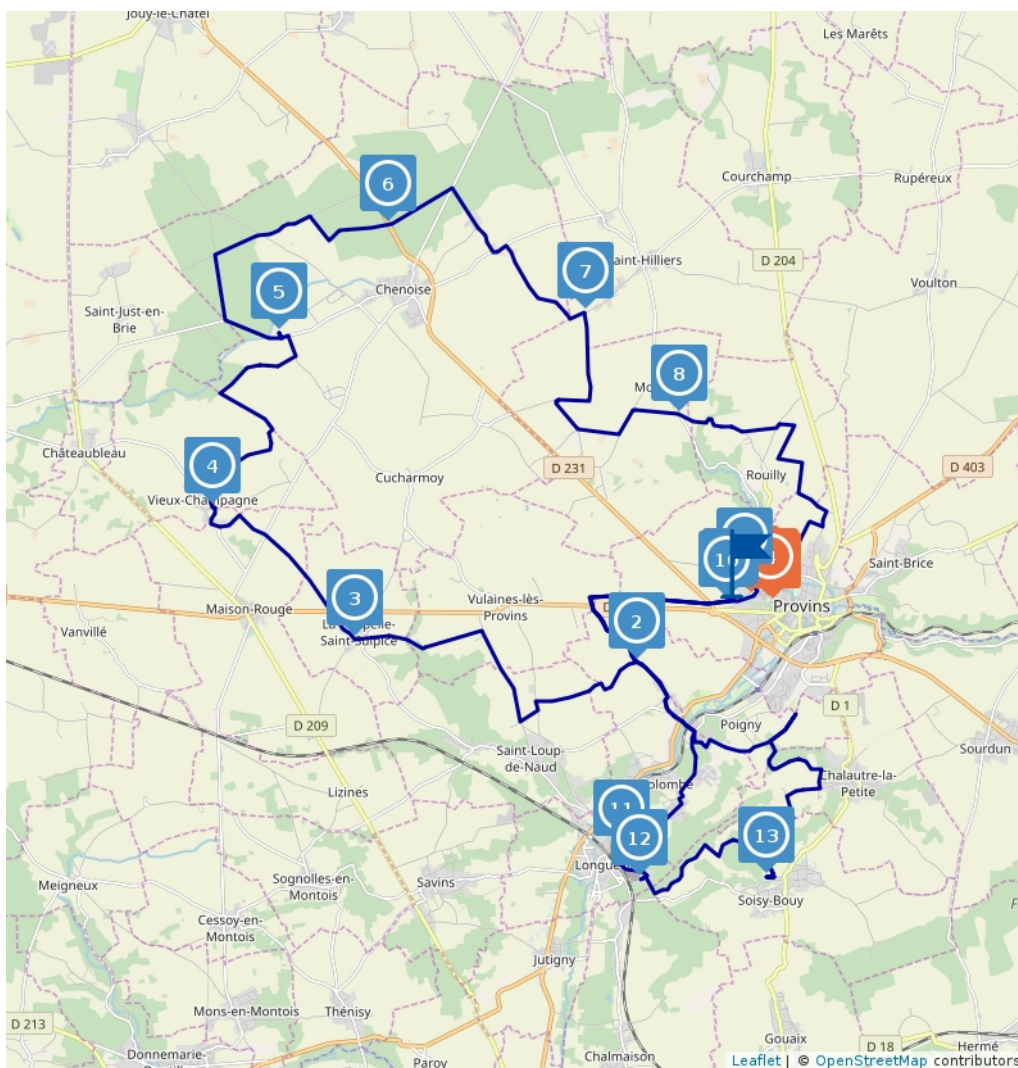 Jouy-le-Châtel
Les Marêts
Courchamp
Rupéreux
6
D 204
5
7
aint-Hilliers
Voulton
Chenoise
Saint-Just-en-
Brie
8
Châteaubleau
4
D 231
D 403
Rouilly
Cucharmoy
Vieux-Champagne
10
Saint-Brice
3
Vulaines-lès-
Provins
Maison-Rouge
Provins
2
Vanvillé
Saint-Sulpice
D 1
D 209
Poigny
Saint-Loup-
de-Naud
Sourdun
Chalautre-la-
Petite
Lizines
olombe
11
12
13
Longue
Meigneux
Sognolles-en-
Montois
Savins
Soisy-Bouy
Cessoy-en-
Montois
Jutigny
Mons-en-Montois
Thénisy
D 213
Gouaix
Donnemarie-
Paroy
Chalmaison
D 18
Hermé
Leaflet | © OpenStreetMap contributors